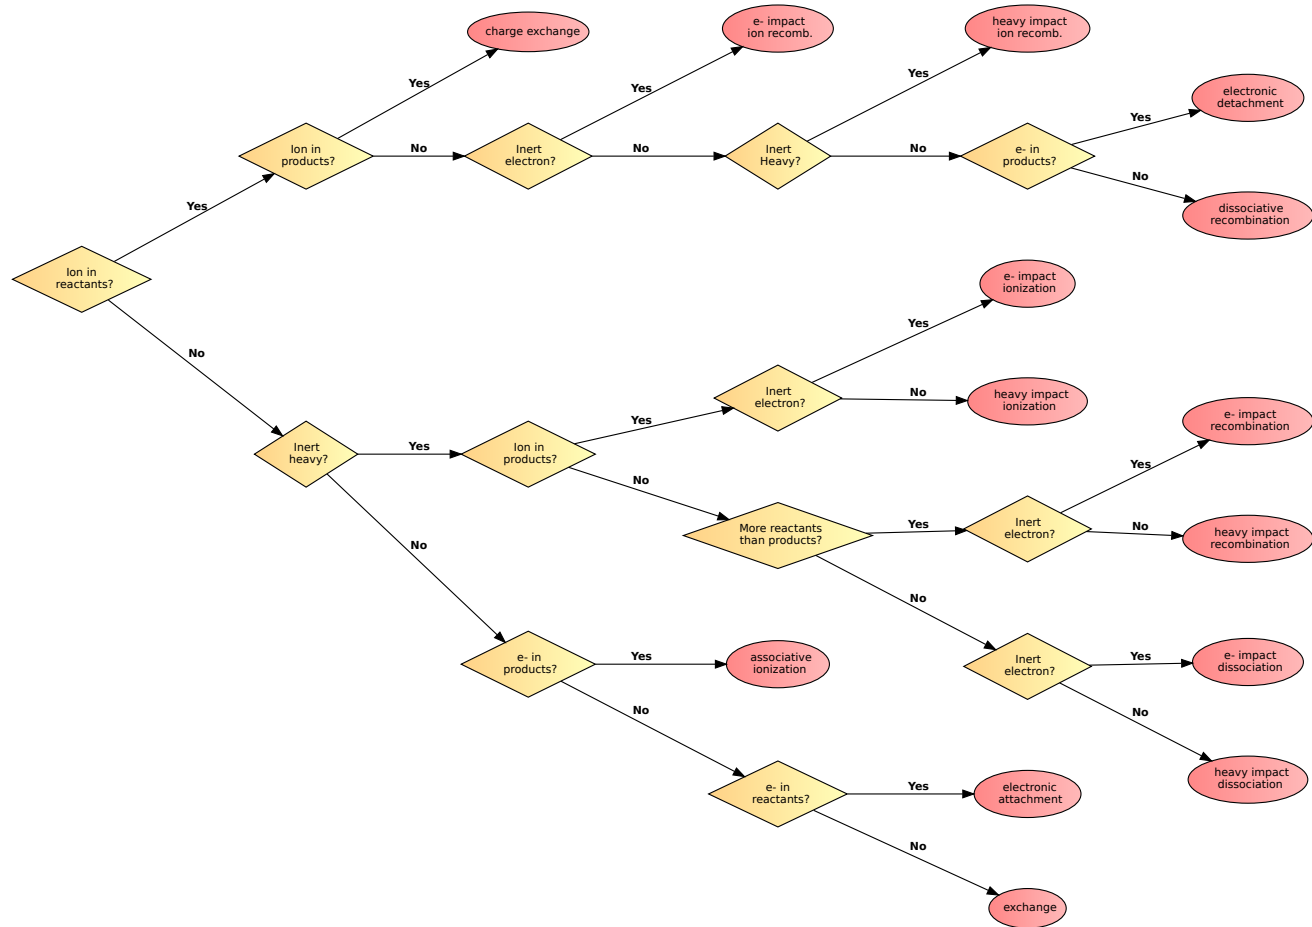 charge exchange
e- impact
ion recomb.
heavy impact
ion recomb.
Yes
Yes
Yes
electronic
detachment
Yes
Ion in
products?
No
Inert
electron?
No
Inert
Heavy?
No
e- in
products?
No
dissociative
recombination
Yes
Ion in
reactants?
e- impact
ionization
Yes
No
Inert
electron?
No
heavy impact
ionization
Yes
e- impact
recombination
Inert
heavy?
Yes
Ion in
products?
No
Yes
More reactants
than products?
Yes
Inert
electron?
No
heavy impact
recombination
No
No
e- in
products?
Yes
associative
ionization
Inert
electron?
Yes
e- impact
dissociation
No
No
e- in
reactants?
Yes
electronic
attachment
heavy impact
dissociation
No
exchange